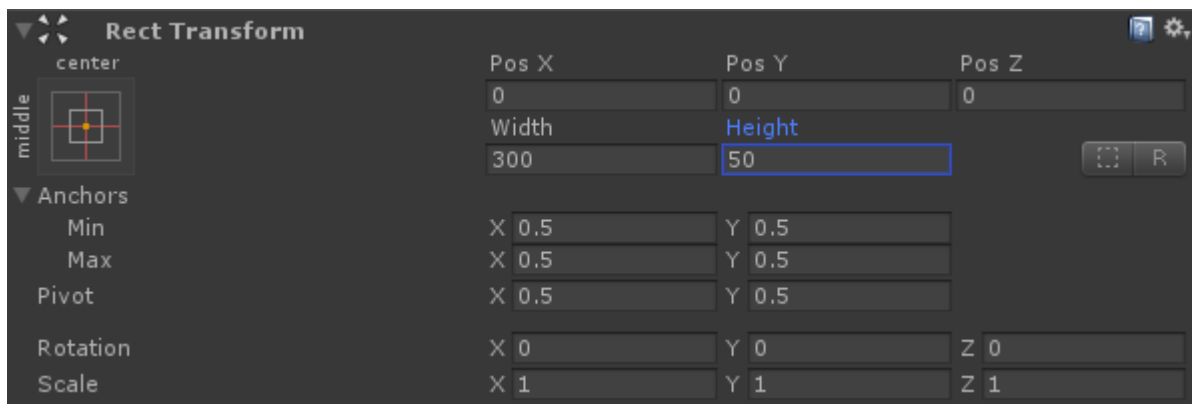 Rect Transform
center
Pos X Pos Y Pos Z
middle
0 0 0
Width Height
300 50
R
Anchors
Min X 0.5 Y 0.5
Max X 0.5 Y 0.5
Pivot X 0.5 Y 0.5
Rotation X 0 Y 0 Z 0
Scale X 1 Y 1 Z 1